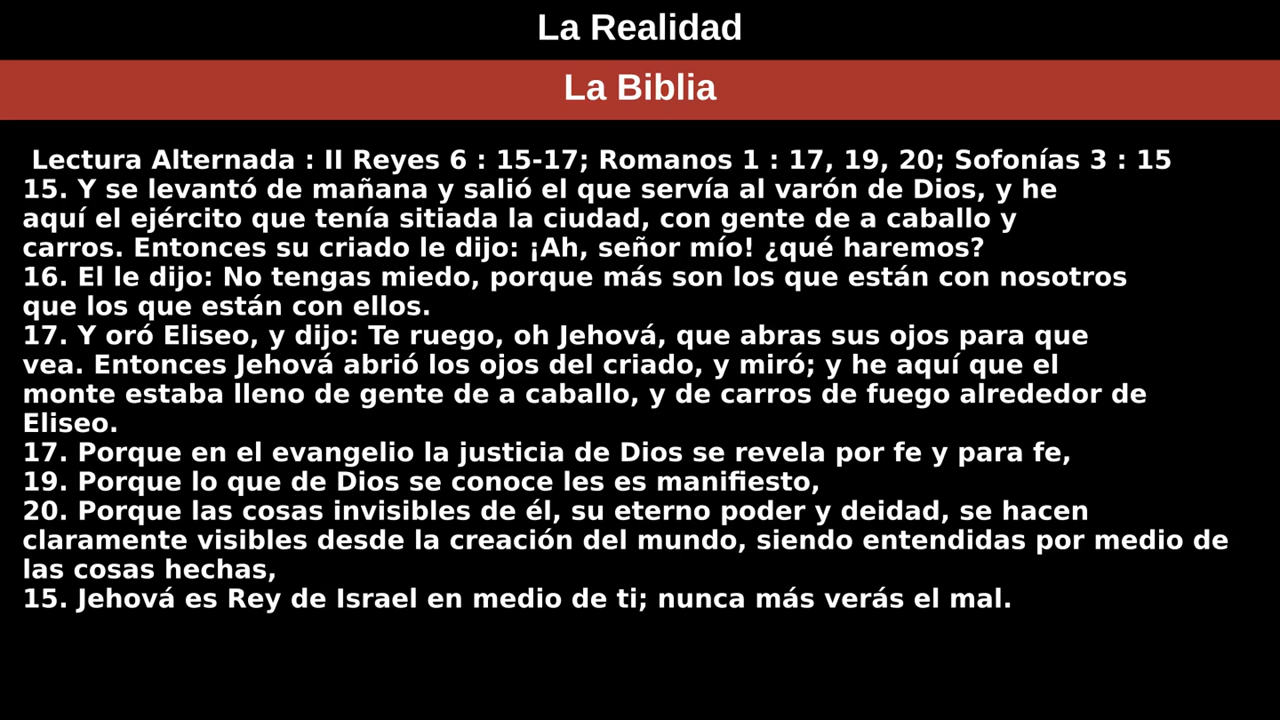 La Realidad
La Biblia
Lectura Alternada : II Reyes 6 : 15-17; Romanos 1 : 17, 19, 20; Sofonías 3 : 15
15. Y se levantó de mañana y salió el que servía al varón de Dios, y he
aquí el ejército que tenía sitiada la ciudad, con gente de a caballo y
carros. Entonces su criado le dijo: ¡Ah, señor mío! ¿qué haremos?
16. El le dijo: No tengas miedo, porque más son los que están con nosotros
que los que están con ellos.
17. Y oró Eliseo, y dijo: Te ruego, oh Jehová, que abras sus ojos para que
vea. Entonces Jehová abrió los ojos del criado, y miró; y he aquí que el
monte estaba lleno de gente de a caballo, y de carros de fuego alrededor de
Eliseo.
17. Porque en el evangelio la justicia de Dios se revela por fe y para fe,
19. Porque lo que de Dios se conoce les es manifiesto,
20. Porque las cosas invisibles de él, su eterno poder y deidad, se hacen
claramente visibles desde la creación del mundo, siendo entendidas por medio de
las cosas hechas,
15. Jehová es Rey de Israel en medio de ti; nunca más verás el mal.